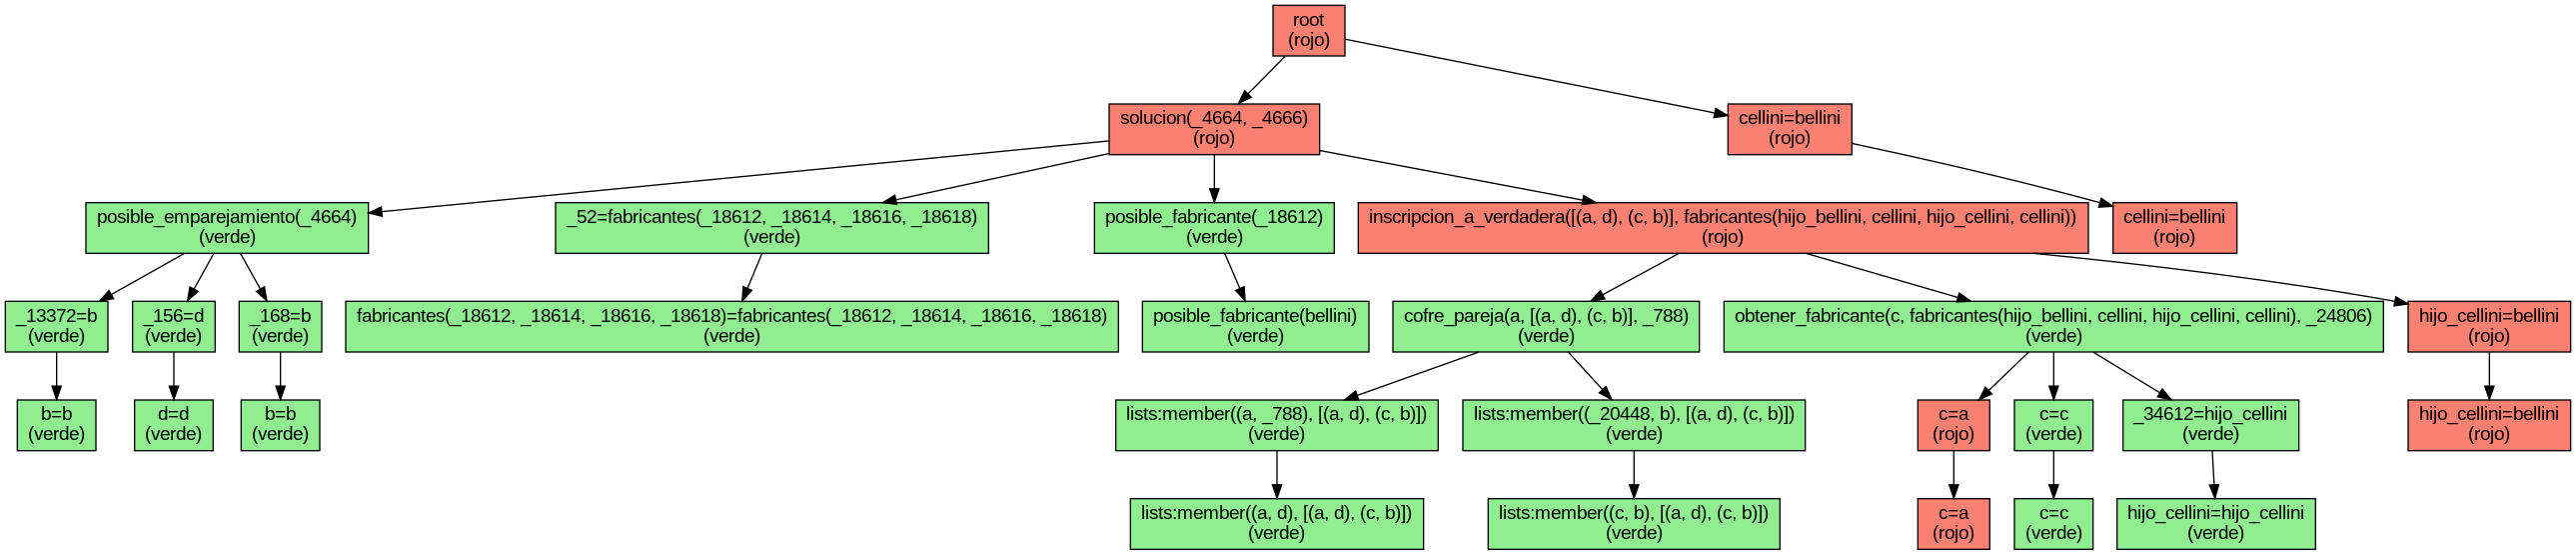 root
(rojo)
solucion(_4664, _4666)
(rojo)
cellini=bellini
(rojo)
posible_emparejamiento(_4664)
(verde)
_52=fabricantes(_18612, _18614, _18616, _18618)
(verde)
posible_fabricante(_18612)
(verde)
inscripcion_a_verdadera([(a, d), (c, b)], fabricantes(hijo_bellini, cellini, hijo_cellini, cellini))
(rojo)
cellini=bellini
(rojo)
_13372=b
(verde)
_156=d
(verde)
_168=b
(verde)
fabricantes(_18612, _18614, _18616, _18618)=fabricantes(_18612, _18614, _18616, _18618)
(verde)
posible_fabricante(bellini)
(verde)
cofre_pareja(a, [(a, d), (c, b)], _788)
(verde)
obtener_fabricante(c, fabricantes(hijo_bellini, cellini, hijo_cellini, cellini), _24806)
(verde)
hijo_cellini=bellini
(rojo)
b=b
(verde)
d=d
(verde)
b=b
(verde)
lists:member((a, _788), [(a, d), (c, b)])
(verde)
lists:member((_20448, b), [(a, d), (c, b)])
(verde)
c=a
(rojo)
c=c
(verde)
_34612=hijo_cellini
(verde)
hijo_cellini=bellini
(rojo)
lists:member((a, d), [(a, d), (c, b)])
(verde)
lists:member((c, b), [(a, d), (c, b)])
(verde)
c=a
(rojo)
c=c
(verde)
hijo_cellini=hijo_cellini
(verde)